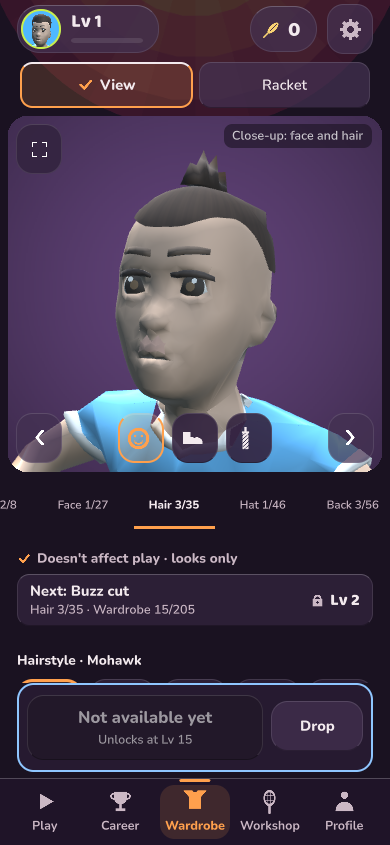 Lv 1
0
View
Racket
Close-up: face and hair
2/8
Face 1/27
Hair 3/35
Hat 1/46
Back 3/56
Doesn't affect play · looks only
Next: Buzz cut
Hair 3/35 · Wardrobe 15/205
Lv 2
Hairstyle · Mohawk
Not available yet
Unlocks at Lv 15
Drop
Play
Career
Wardrobe
Workshop
Profile